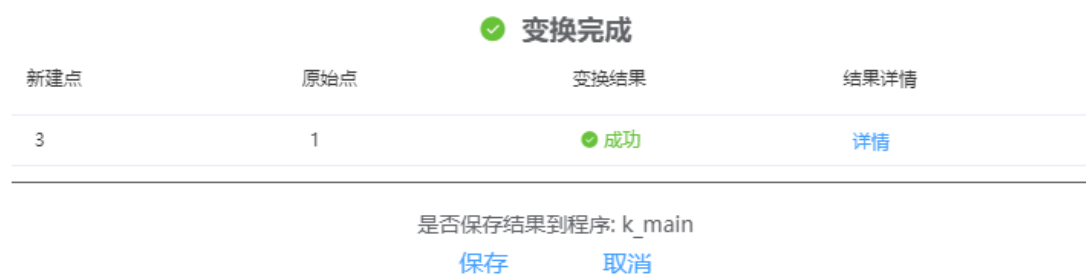 变换完成
新建点 原始点 变换结果 结果详情
3 1 成功 详情
是否保存结果到程序: k_main
保存 取消